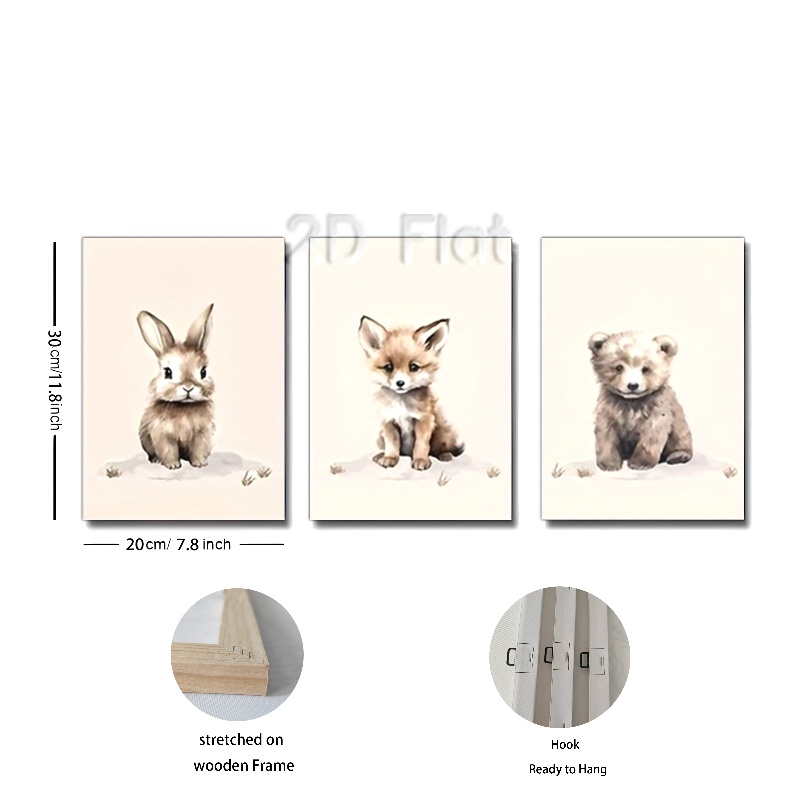 2D Flat
30cm/11.8inch
20cm/ 7.8 inch
stretched on
wooden Frame
Hook
Ready to Hang